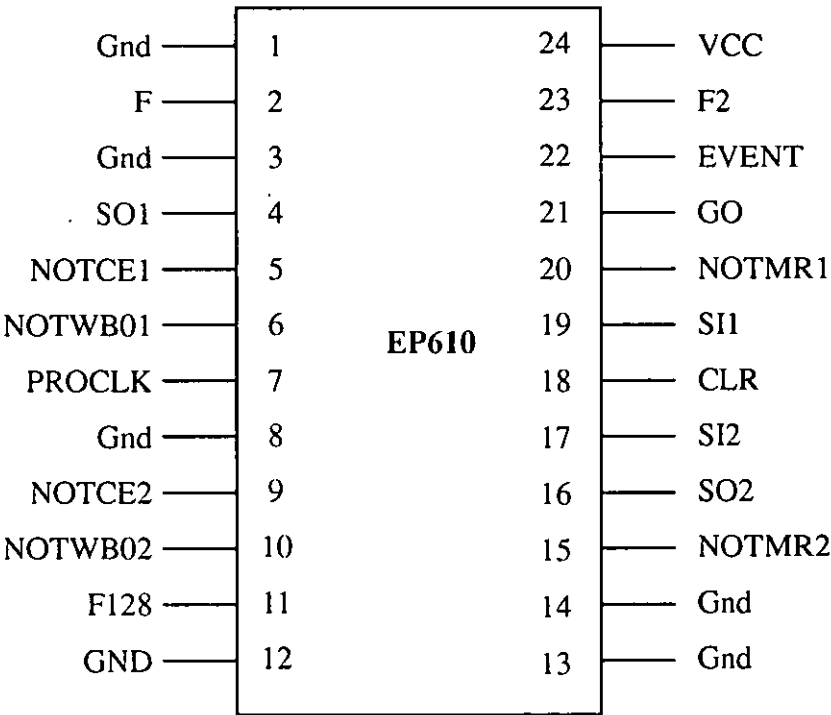 Gnd 1 24 VCC
F 2 23 F2
Gnd 3 22 EVENT
SO1 4 21 GO
NOTCE1 5 20 NOTMR1
NOTWB01 6 19 SI1
EP610
PROCLK 7 18 CLR
Gnd 8 17 SI2
NOTCE2 9 16 SO2
NOTWB02 10 15 NOTMR2
F128 11 14 Gnd
GND 12 13 Gnd